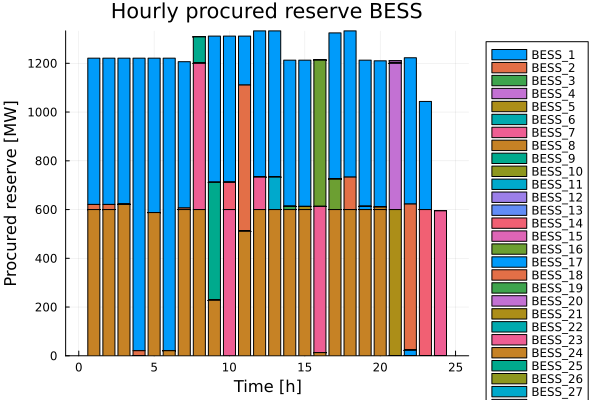 Hourly procured reserve BESS
Procured reserve [MW]
1200
1000
800
600
400
200
0
0 5 10 15 20 25
Time [h]
BESS_1
BESS_2
BESS_3
BESS_4
BESS_5
BESS_6
BESS_7
BESS_8
BESS_9
BESS_10
BESS_11
BESS_12
BESS_13
BESS_14
BESS_15
BESS_16
BESS_17
BESS_18
BESS_19
BESS_20
BESS_21
BESS_22
BESS_23
BESS_24
BESS_25
BESS_26
BESS_27